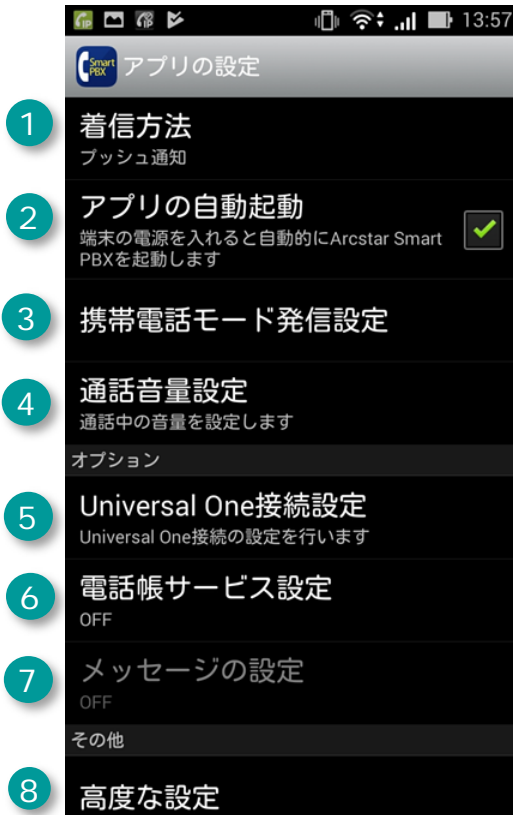 13:57
Smart
PBX
アプリの設定
1
着信方法
プッシュ通知
2
アプリの自動起動
端末の電源を入れると自動的にArcstar Smart
PBXを起動します
3
携帯電話モード発信設定
4
通話音量設定
通話中の音量を設定します
オプション
5
Universal One接続設定
Universal One接続の設定を行います
6
電話帳サービス設定
OFF
7
メッセージの設定
OFF
その他
8
高度な設定